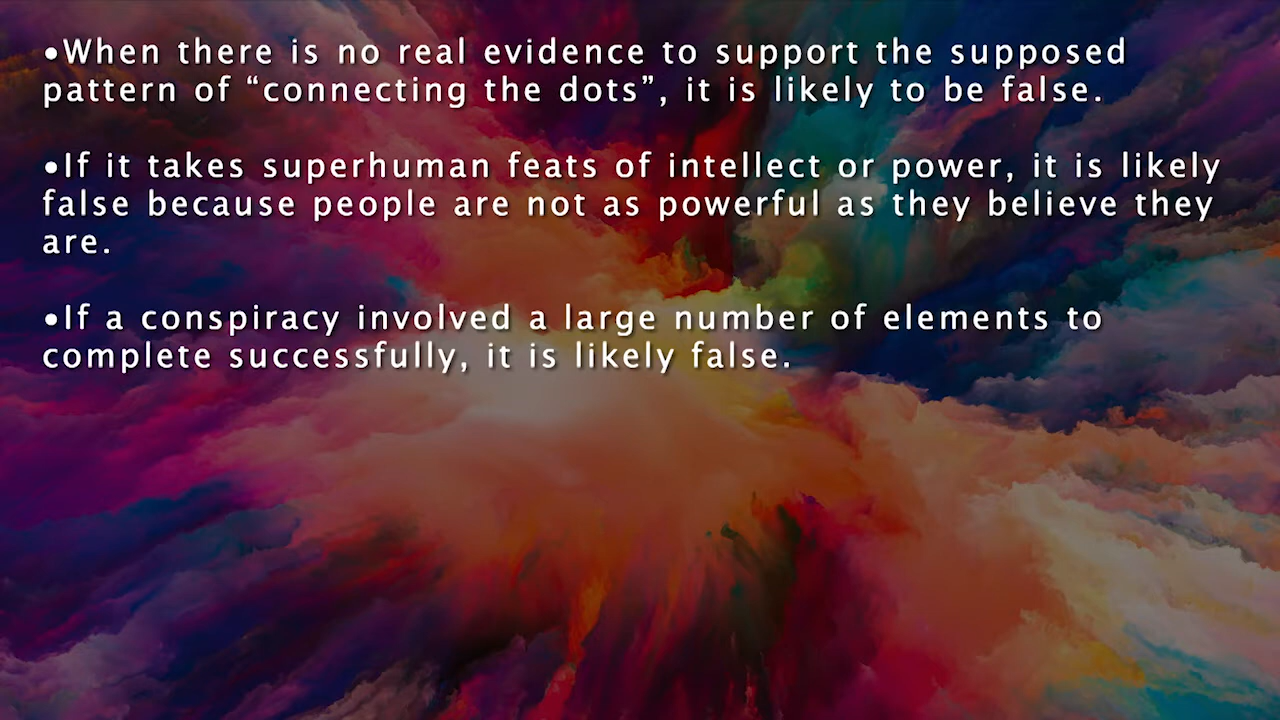 •When there is no real evidence to support the supposed
pattern of “connecting the dots”, it is likely to be false.
•If it takes superhuman feats of intellect or power, it is likely
false because people are not as powerful as they believe they
are.
•If a conspiracy involved a large number of elements to
complete successfully, it is likely false.